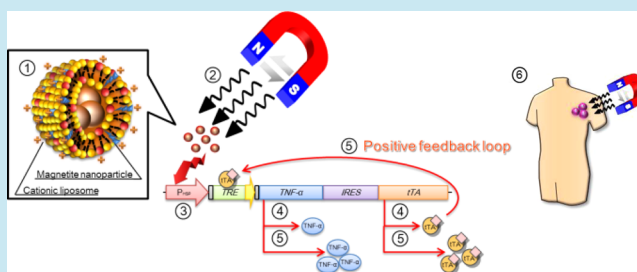 ①
②
N
S
⑥
Magnetite nanoparticle
Cationic liposome
⑤ Positive feedback loop
tTA
TRE
TNF-α
IRES
tTA
③
④
④
TNF-α
tTA
⑤
⑤
TNF-α
TNF-α
TNF-α
tTA
tTA
tTA